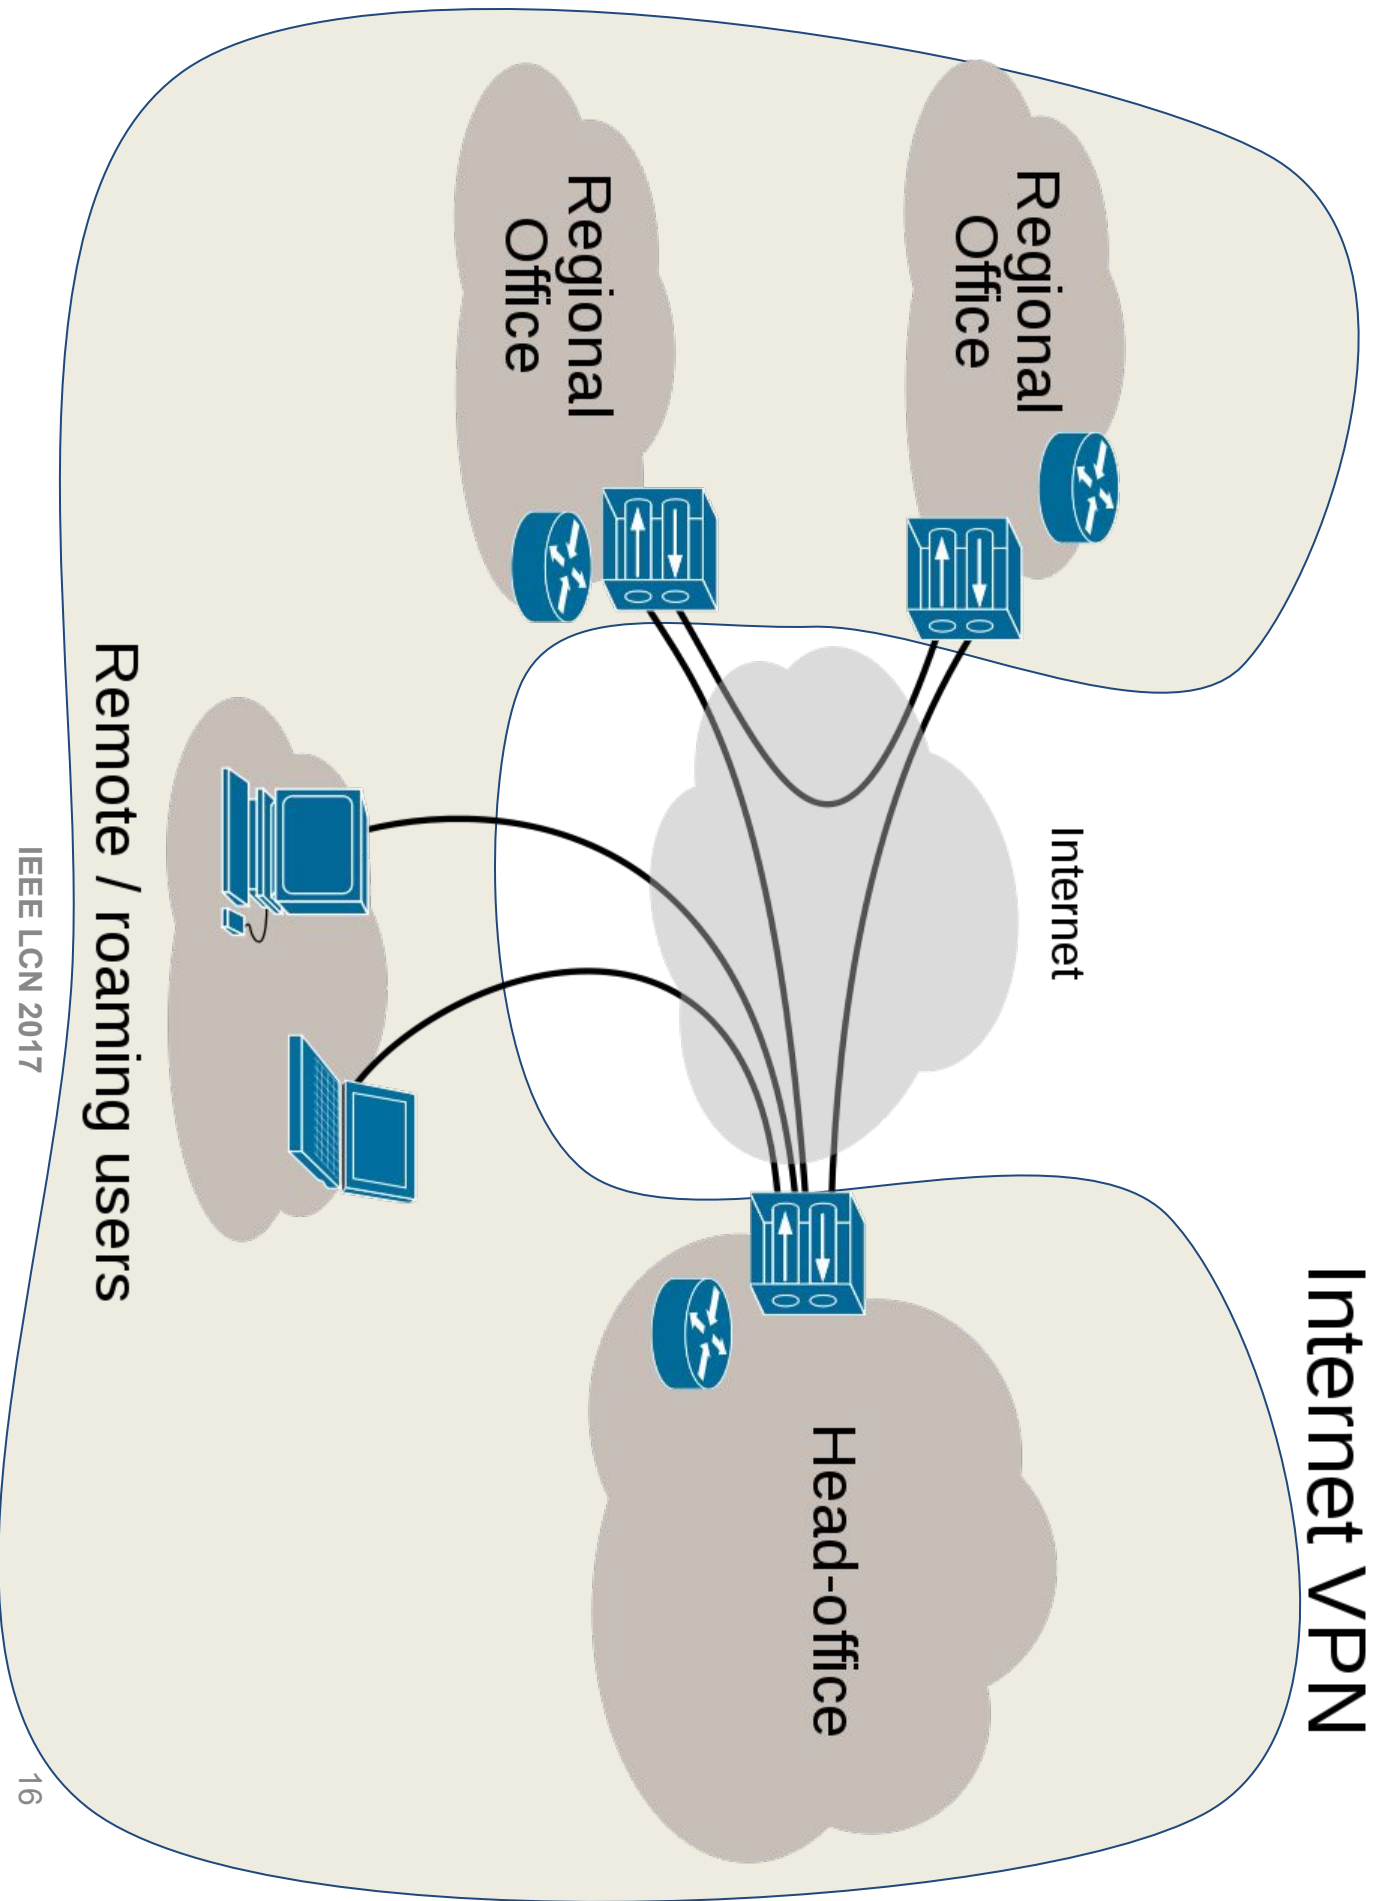 Internet VPN
Regional
Office
Internet
Head-office
Regional
Office
Remote / roaming users
IEEE LCN 2017
16